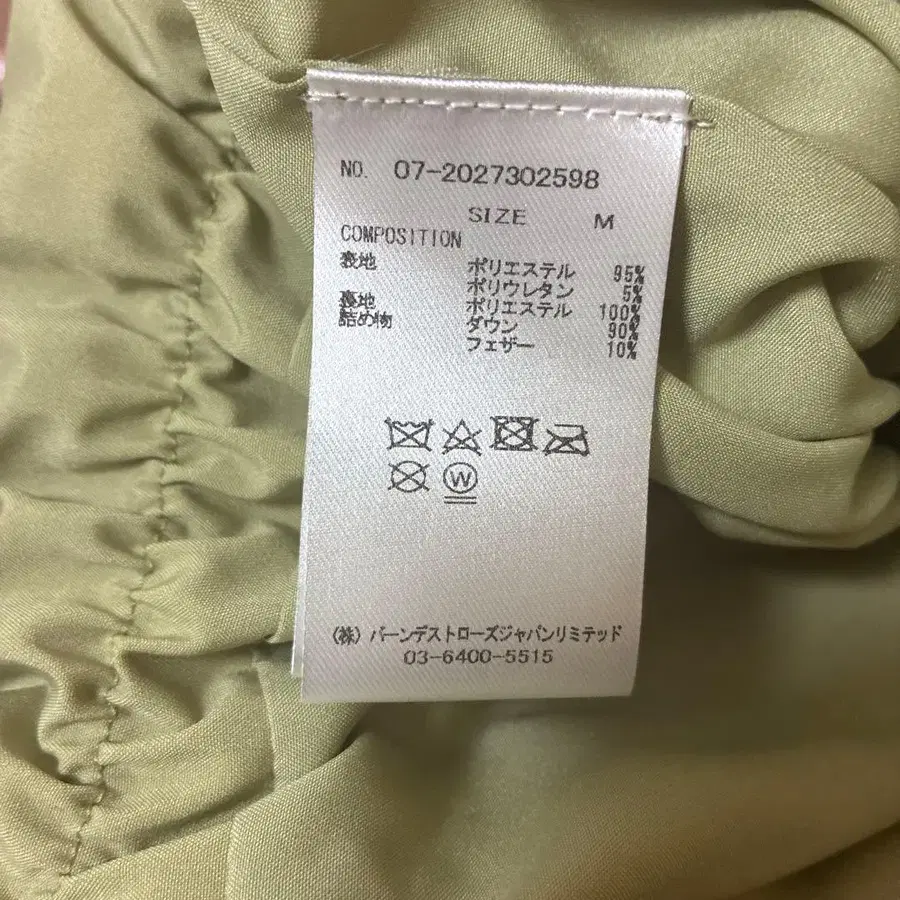 NO. 07-2027302598
SIZE M
COMPOSITION
表地 ポリエステル 95%
ポリウレタン 5%
裏地 ポリエステル 100%
詰め物 ダウン 90%
フェザー 10%
W
(株) バーンデストローズジャパンリミテッド
03-6400-5515